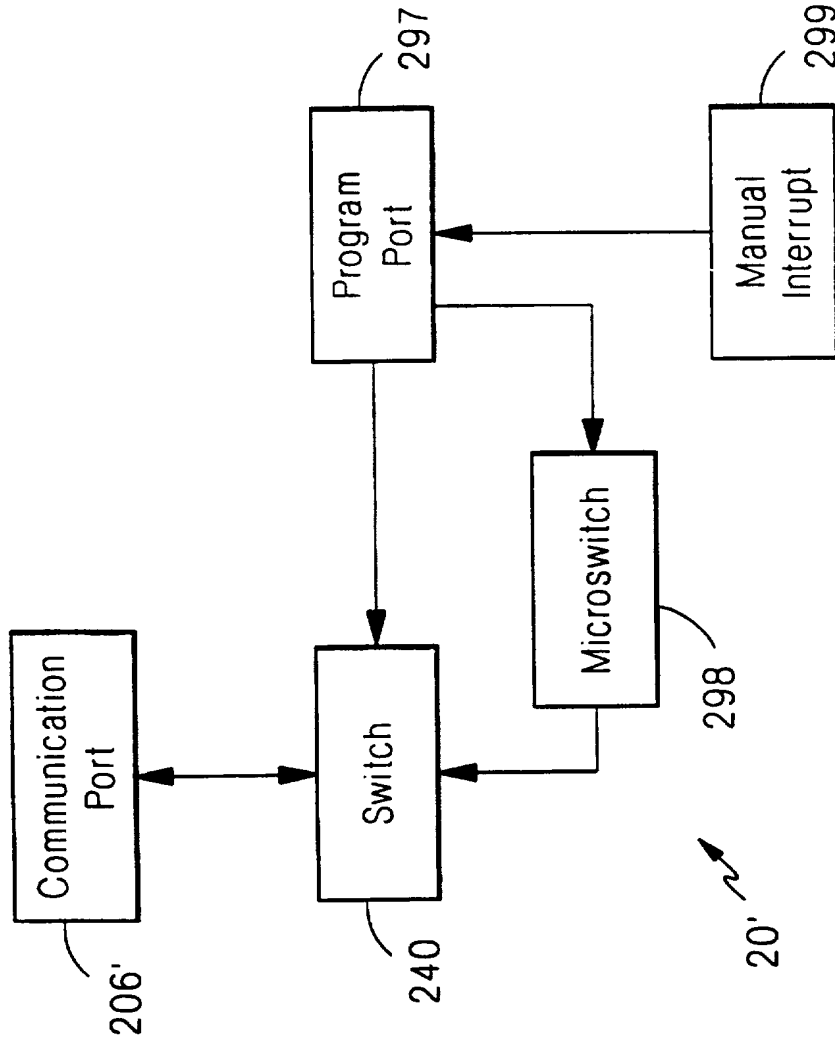 Communication
Port
206'
Switch
240
Program
Port
297
Microswitch
298
Manual
Interrupt
299
20'